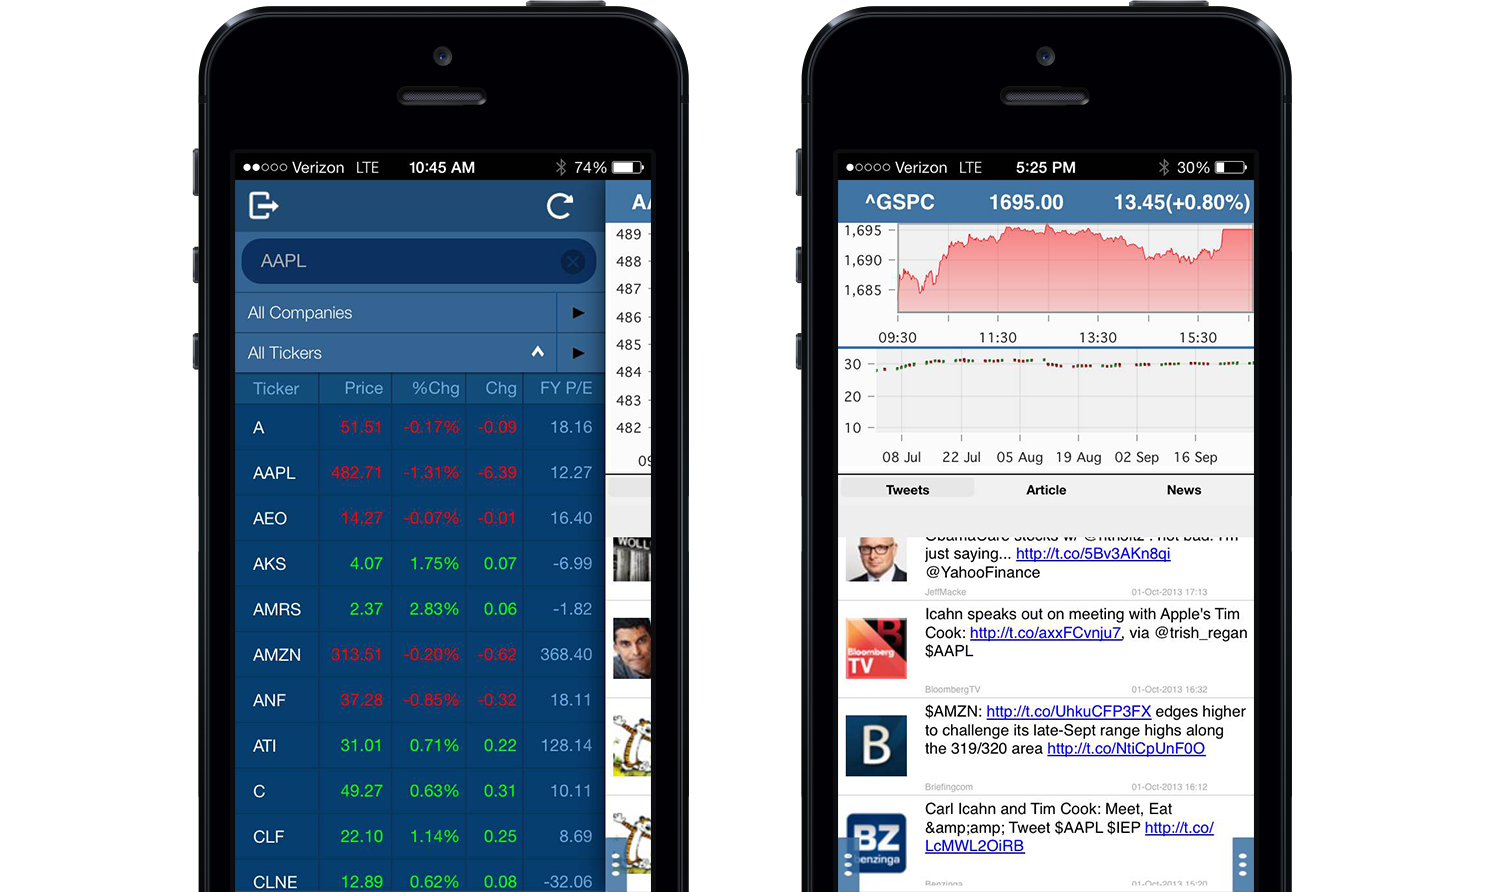 Verizon LTE 10:45 AM 74%
AAPL
All Companies
All Tickers
Ticker Price %Chg Chg FY P/E
A 51.51 -0.17% -0.09 18.16
AAPL 482.71 -1.31% -6.39 12.27
AEO 14.27 -0.07% -0.01 16.40
AKS 4.07 1.75% 0.07 -6.99
AMRS 2.37 2.83% 0.06 -1.82
AMZN 313.51 -0.20% -0.62 368.40
ANF 37.28 -0.85% -0.32 18.11
ATI 31.01 0.71% 0.22 128.14
C 49.27 0.63% 0.31 10.11
CLF 22.10 1.14% 0.25 8.69
CLNE 12.89 0.62% 0.08 -32.06
489
488
487
486
485
484
483
482
Verizon LTE 5:25 PM 30%
^GSPC 1695.00 13.45(+0.80%)
1,695
1,690
1,685
09:30 11:30 13:30 15:30
30
20
10
08 Jul 22 Jul 05 Aug 19 Aug 02 Sep 16 Sep
Tweets Article News
ObamaCare stocks w/ @ritholtz . not bad. I'm
just saying... http://t.co/5Bv3AKn8qi
@YahooFinance
JeffMacke 01-Oct-2013 17:13
Bloomberg
TV
Icahn speaks out on meeting with Apple's Tim
Cook: http://t.co/axxFCvnju7, via @trish_regan
$AAPL
BloombergTV 01-Oct-2013 16:32
B
$AMZN: http://t.co/UhkuCFP3FX edges higher
to challenge its late-Sept range highs along
the 319/320 area http://t.co/NtiCpUnF0O
Briefingcom 01-Oct-2013 16:12
BZ
benzinga
Carl Icahn and Tim Cook: Meet, Eat
&amp;amp; Tweet $AAPL $IEP http://t.co/
LcMWL2OiRB
Benzinga 01-Oct-2013 15:20